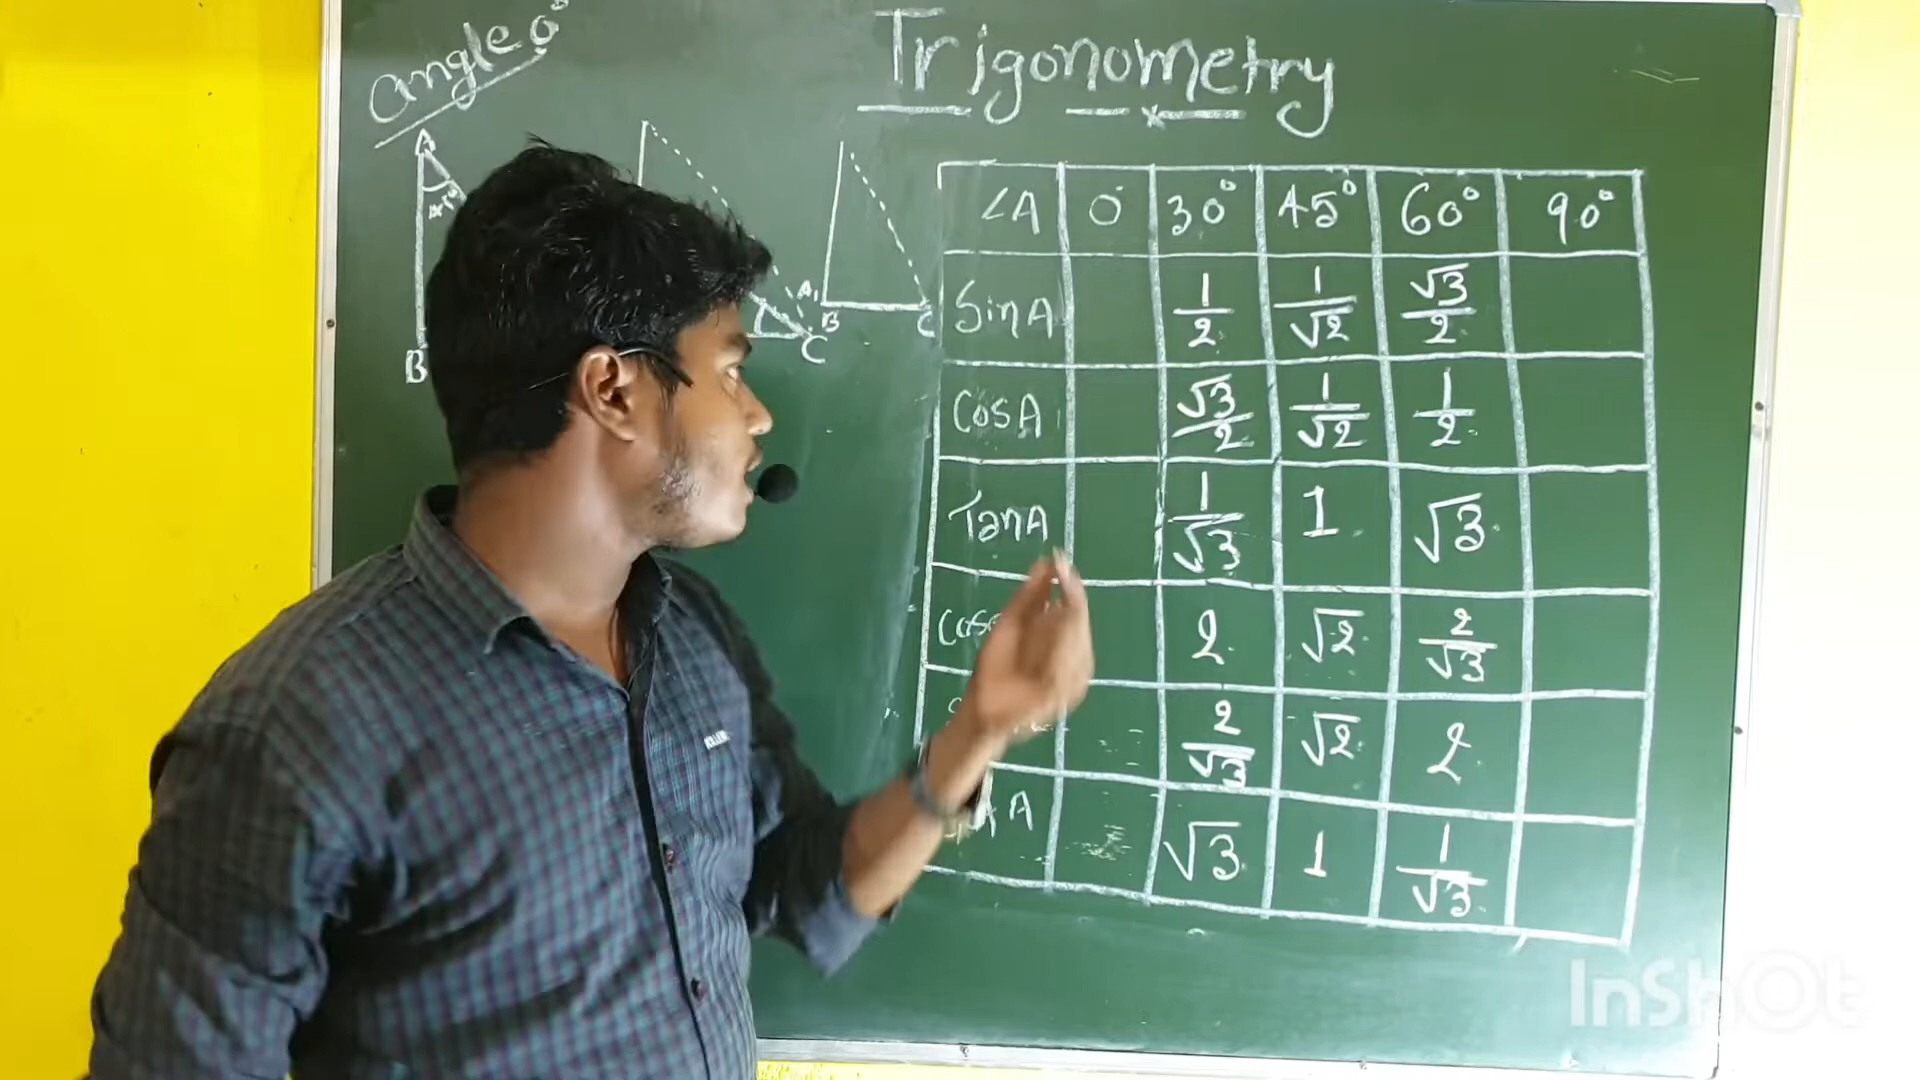 angle 0°
Trigonometry
A
B
C
A
B
C
∠A 0° 30° 45° 60° 90°
SinA 1/2 1/√2 √3/2
CosA √3/2 1/√2 1/2
TanA 1/√3 1 √3
2 √2 2/√3
2/√3 √2 2
A √3 1 1/√3
InShOt